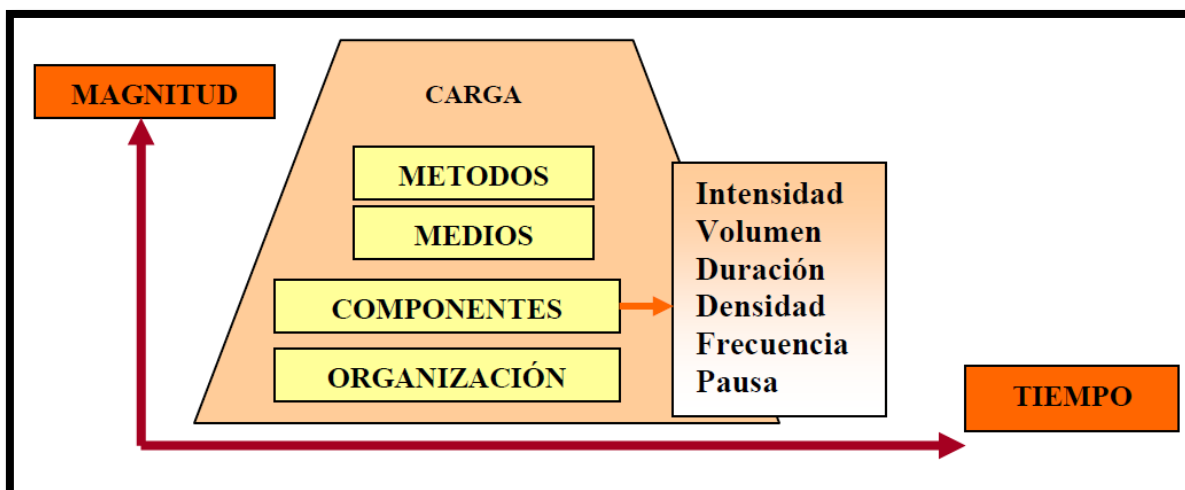 MAGNITUD
CARGA
METODOS
MEDIOS
COMPONENTES
ORGANIZACIÓN
Intensidad
Volumen
Duración
Densidad
Frecuencia
Pausa
TIEMPO